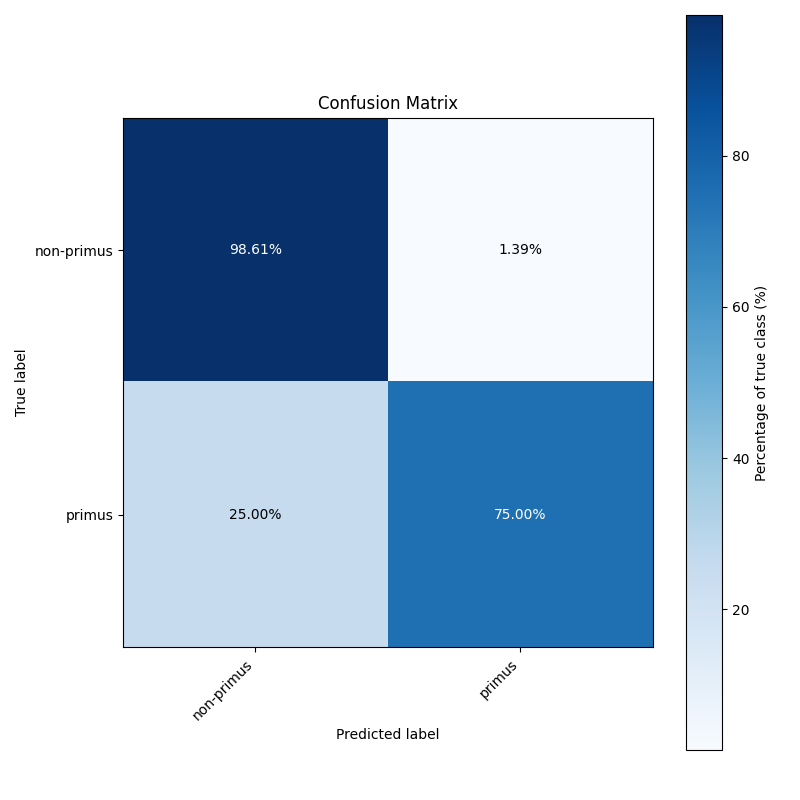 Confusion Matrix
non-primus
98.61%
1.39%
primus
25.00%
75.00%
True label
non-primus
primus
Predicted label
80
60
40
20
Percentage of true class (%)